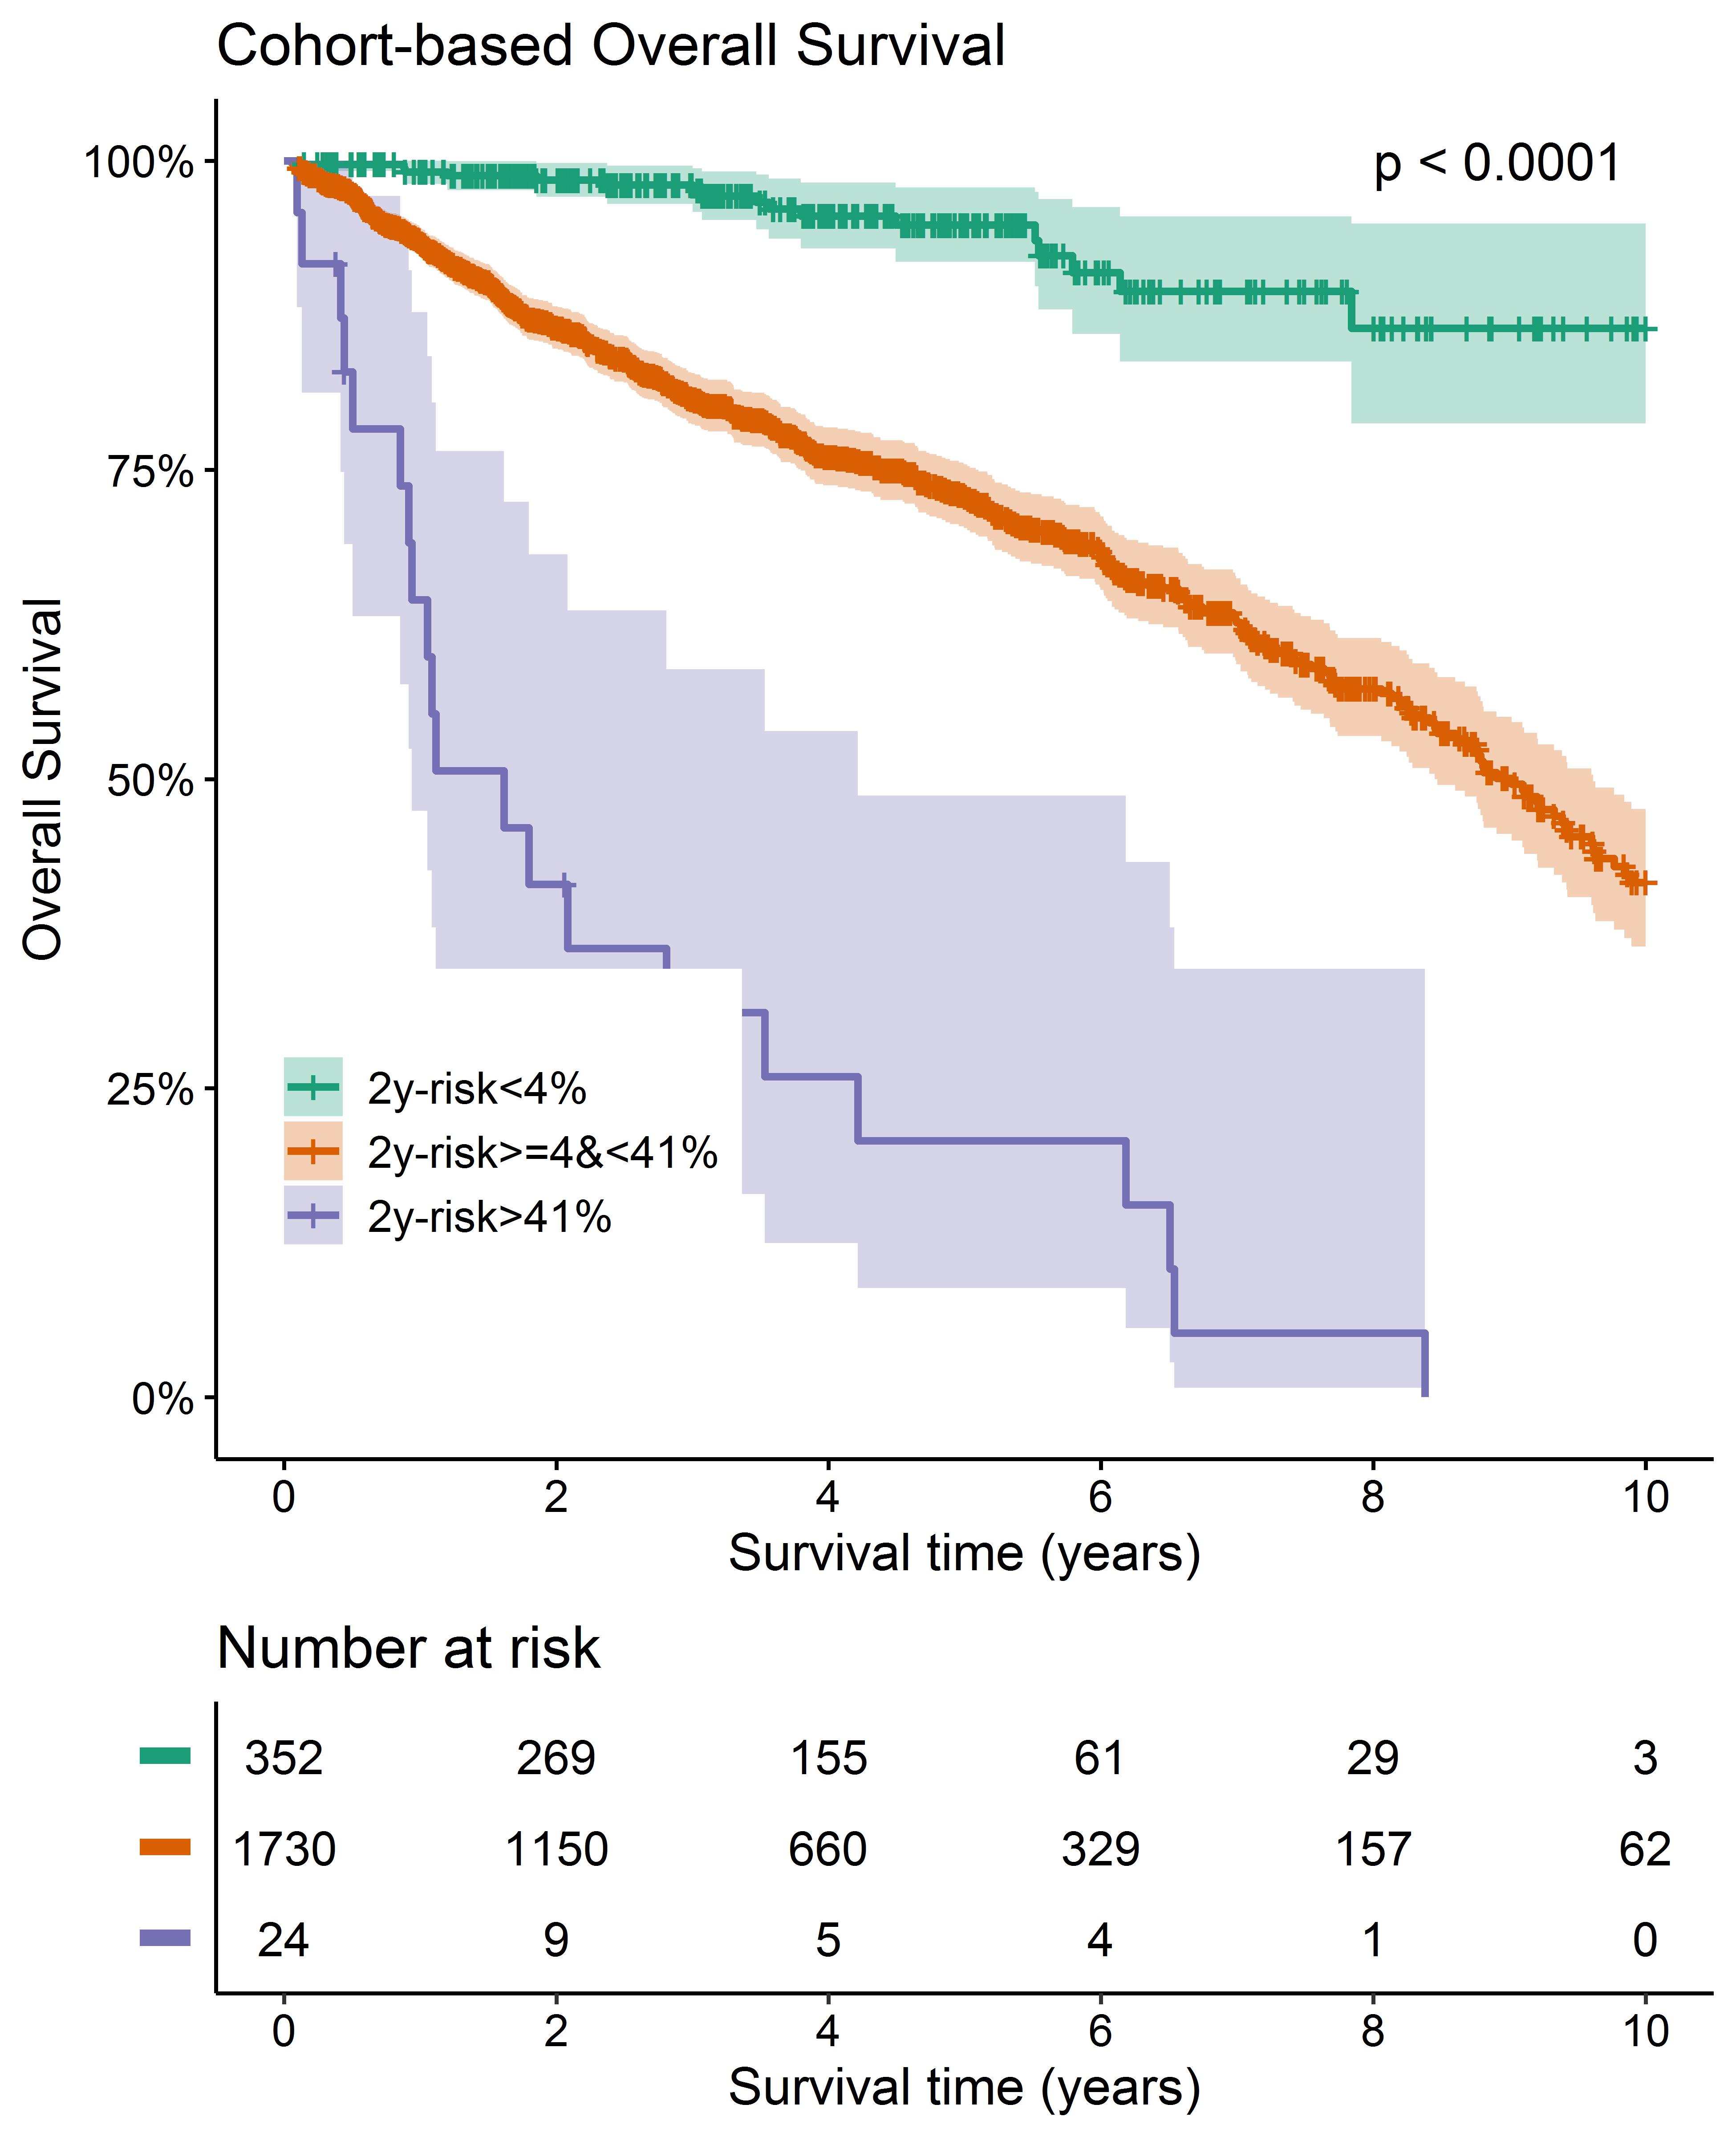 Cohort-based Overall Survival
p < 0.0001
100%
75%
50%
25%
0%
Overall Survival
2y-risk<4%
2y-risk>=4&<41%
2y-risk>41%
0 2 4 6 8 10
Survival time (years)
Number at risk
352 269 155 61 29 3
1730 1150 660 329 157 62
24 9 5 4 1 0
0 2 4 6 8 10
Survival time (years)